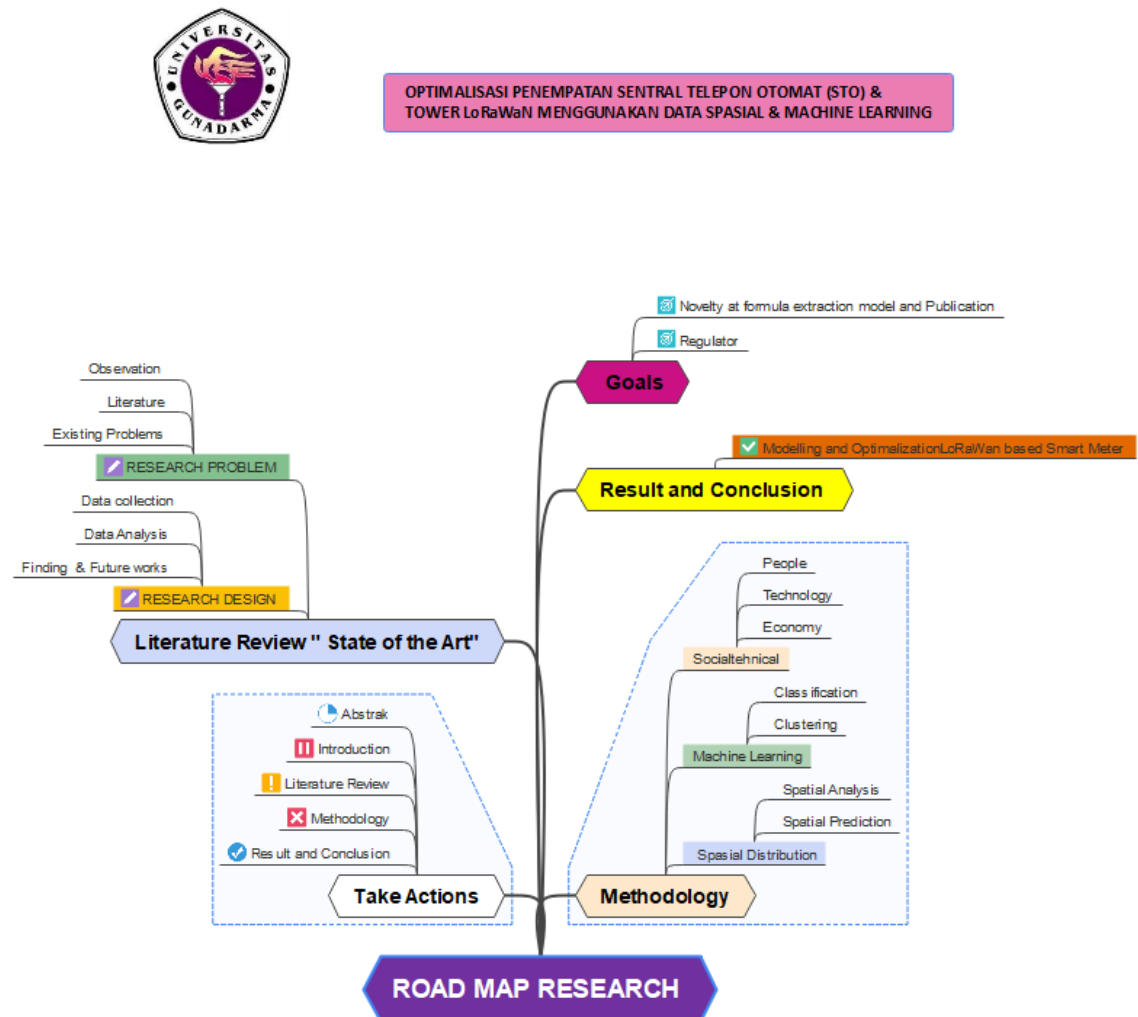 UNIVERSITAS
GUNADARMA
OPTIMALISASI PENEMPATAN SENTRAL TELEPON OTOMAT (STO) &
TOWER LoRaWaN MENGGUNAKAN DATA SPASIAL & MACHINE LEARNING
Novelty at formula extraction model and Publication
Regulator
Goals
Observation
Literature
Existing Problems
RESEARCH PROBLEM
Data collection
Data Analysis
Finding & Future works
RESEARCH DESIGN
Literature Review " State of the Art"
Modelling and OptimalizationLoRaWan based Smart Meter
Result and Conclusion
People
Technology
Economy
Socialtehnical
Classification
Clustering
Machine Learning
Spatial Analysis
Spatial Prediction
Spasial Distribution
Methodology
Abstrak
Introduction
Literature Review
Methodology
Result and Conclusion
Take Actions
ROAD MAP RESEARCH